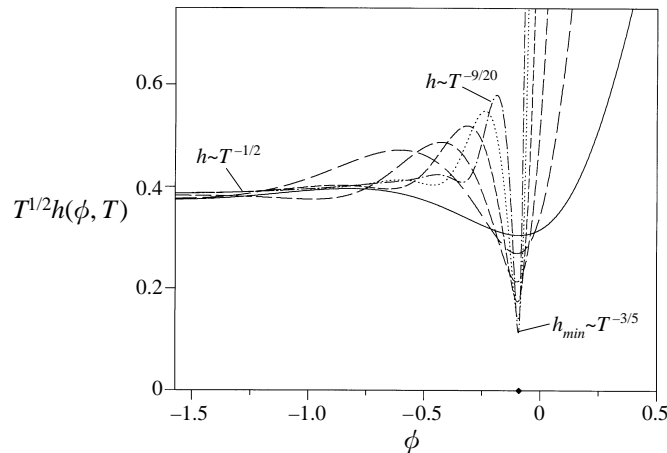 0.6
h~T^{-9/20}
h~T^{-1/2}
0.4
T^{1/2}h(ϕ, T)
0.2
h_{min}~T^{-3/5}
0
−1.5 −1.0 −0.5 0 0.5
ϕ